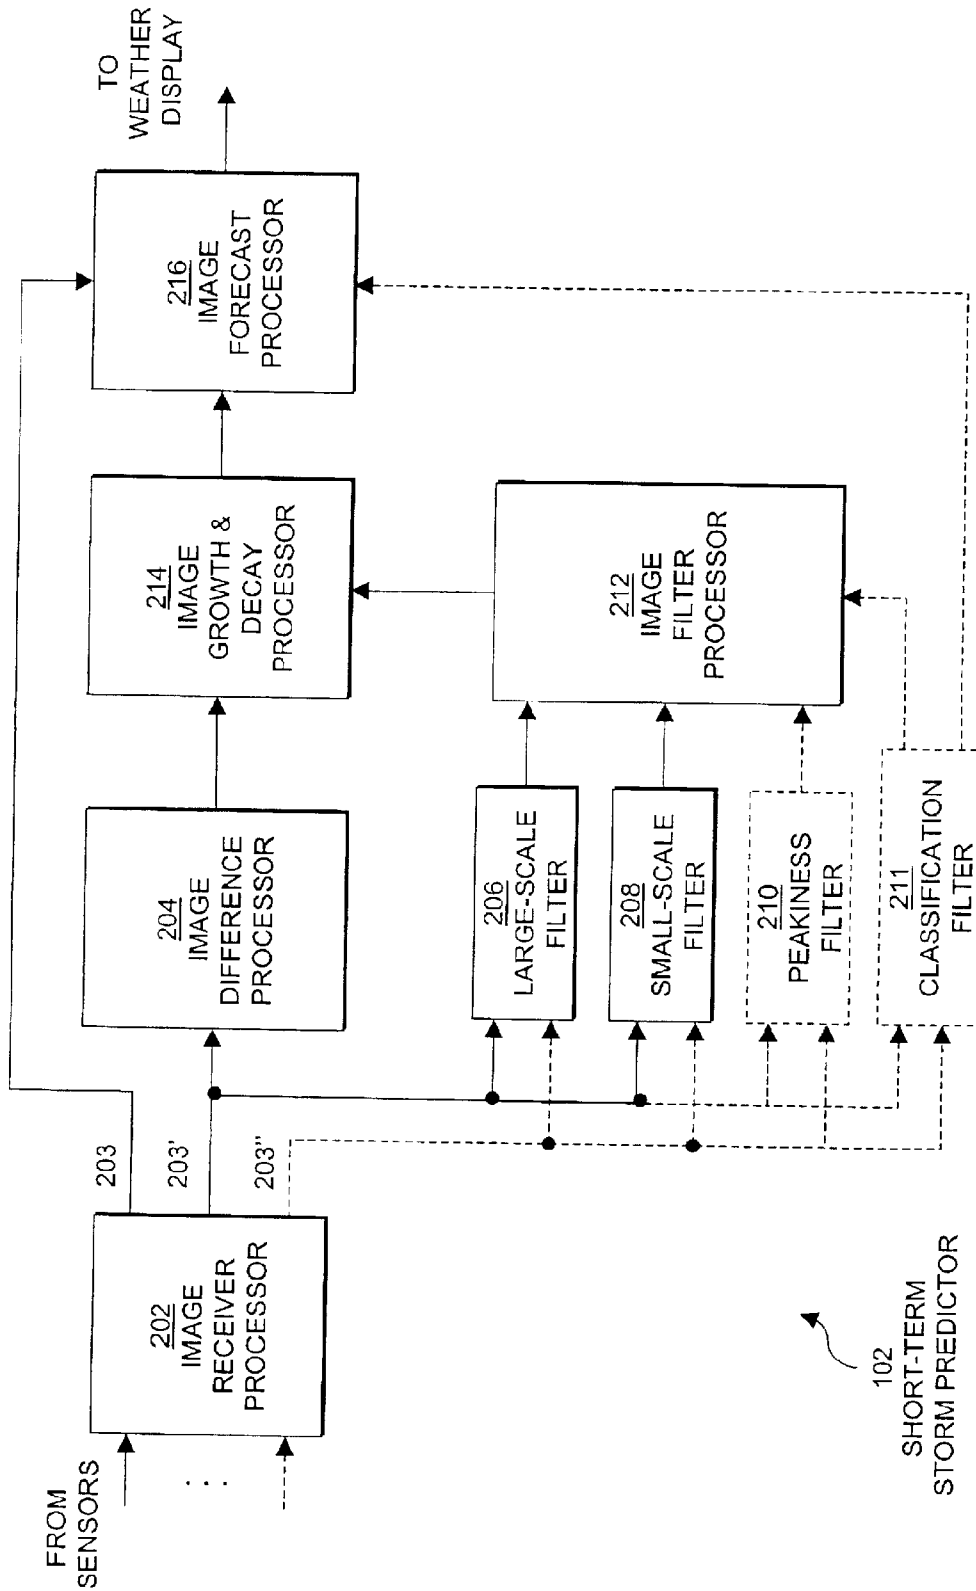 FROM
SENSORS
. . .
202
IMAGE
RECEIVER
PROCESSOR
203
203'
203"
204
IMAGE
DIFFERENCE
PROCESSOR
214
IMAGE
GROWTH &
DECAY
PROCESSOR
216
IMAGE
FORECAST
PROCESSOR
TO
WEATHER
DISPLAY
206
LARGE-SCALE
FILTER
208
SMALL-SCALE
FILTER
210
PEAKINESS
FILTER
211
CLASSIFICATION
FILTER
212
IMAGE
FILTER
PROCESSOR
102
SHORT-TERM
STORM PREDICTOR